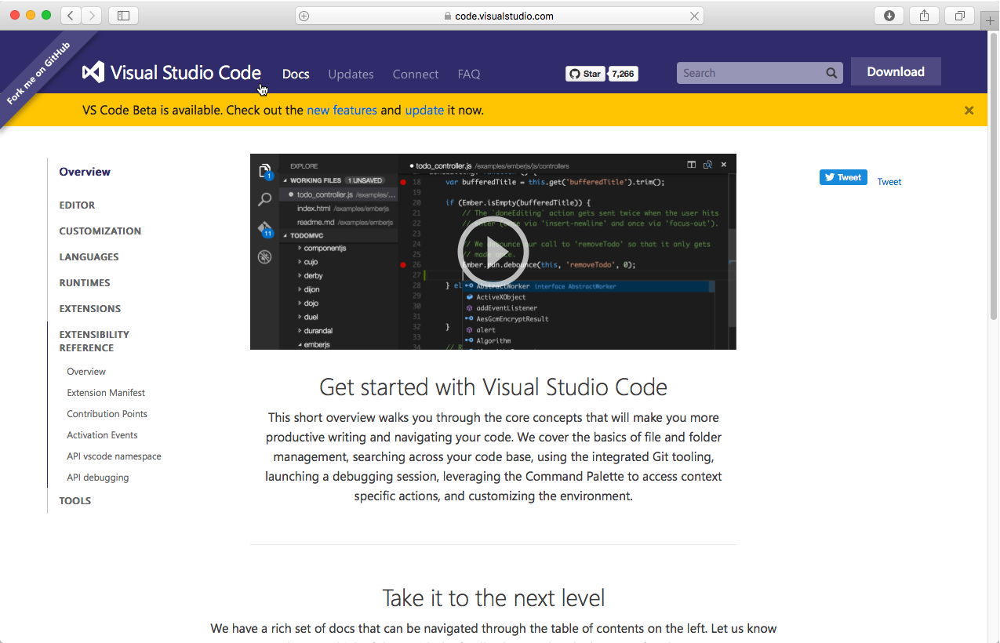 code.visualstudio.com
Fork me on GitHub
Visual Studio Code
Docs
Updates
Connect
FAQ
Star
7,266
Search
Download
VS Code Beta is available. Check out the new features and update it now.
Overview
EDITOR
CUSTOMIZATION
LANGUAGES
RUNTIMES
EXTENSIONS
EXTENSIBILITY
REFERENCE
Overview
Extension Manifest
Contribution Points
Activation Events
API vscode namespace
API debugging
TOOLS
EXPLORE
WORKING FILES 1 UNSAVED
todo_controller.js /examples/...
index.html /examples/emberjs
readme.md /examples/emberjs
TODOMVC
componentjs
cujo
derby
dijon
dojo
duel
durandal
emberjs
1
11
todo_controller.js /examples/emberjs/js/controllers
18 var bufferedTitle = this.get('bufferedTitle').trim();
19
20 if (Ember.isEmpty(bufferedTitle)) {
21 // The `doneEditing` action gets sent twice when the user hits
22 // enter (once via 'insert-newline' and once via 'focus-out').
23
24 // We debounce our call to 'removeTodo' so that it only gets
25 // made once.
26 Ember.run.debounce(this, 'removeTodo', 0);
27
28 } el
29
30
31
32 }
33
34 // R
AbstractWorker interface AbstractWorker
ActiveXObject
addEventListener
AesGcmEncryptResult
alert
Algorithm
Tweet
Tweet
Get started with Visual Studio Code
This short overview walks you through the core concepts that will make you more
productive writing and navigating your code. We cover the basics of file and folder
management, searching across your code base, using the integrated Git tooling,
launching a debugging session, leveraging the Command Palette to access context
specific actions, and customizing the environment.
Take it to the next level
We have a rich set of docs that can be navigated through the table of contents on the left. Let us know